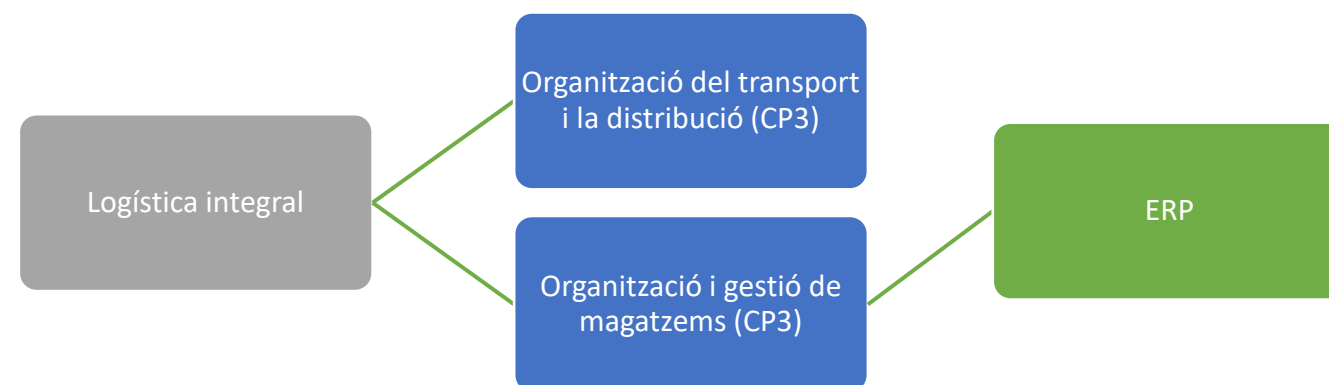 Logística integral
Organització del transport
i la distribució (CP3)
Organització i gestió de
magatzems (CP3)
ERP